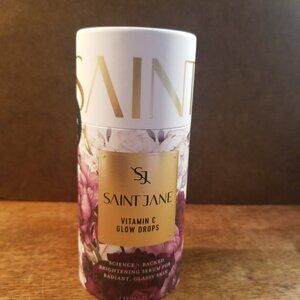 SAINT
SJ
SAINT JANE
VITAMIN C
GLOW DROPS
SCIENCE - BACKED
BRIGHTENING SERUM FOR
RADIANT, GLASSY SKIN